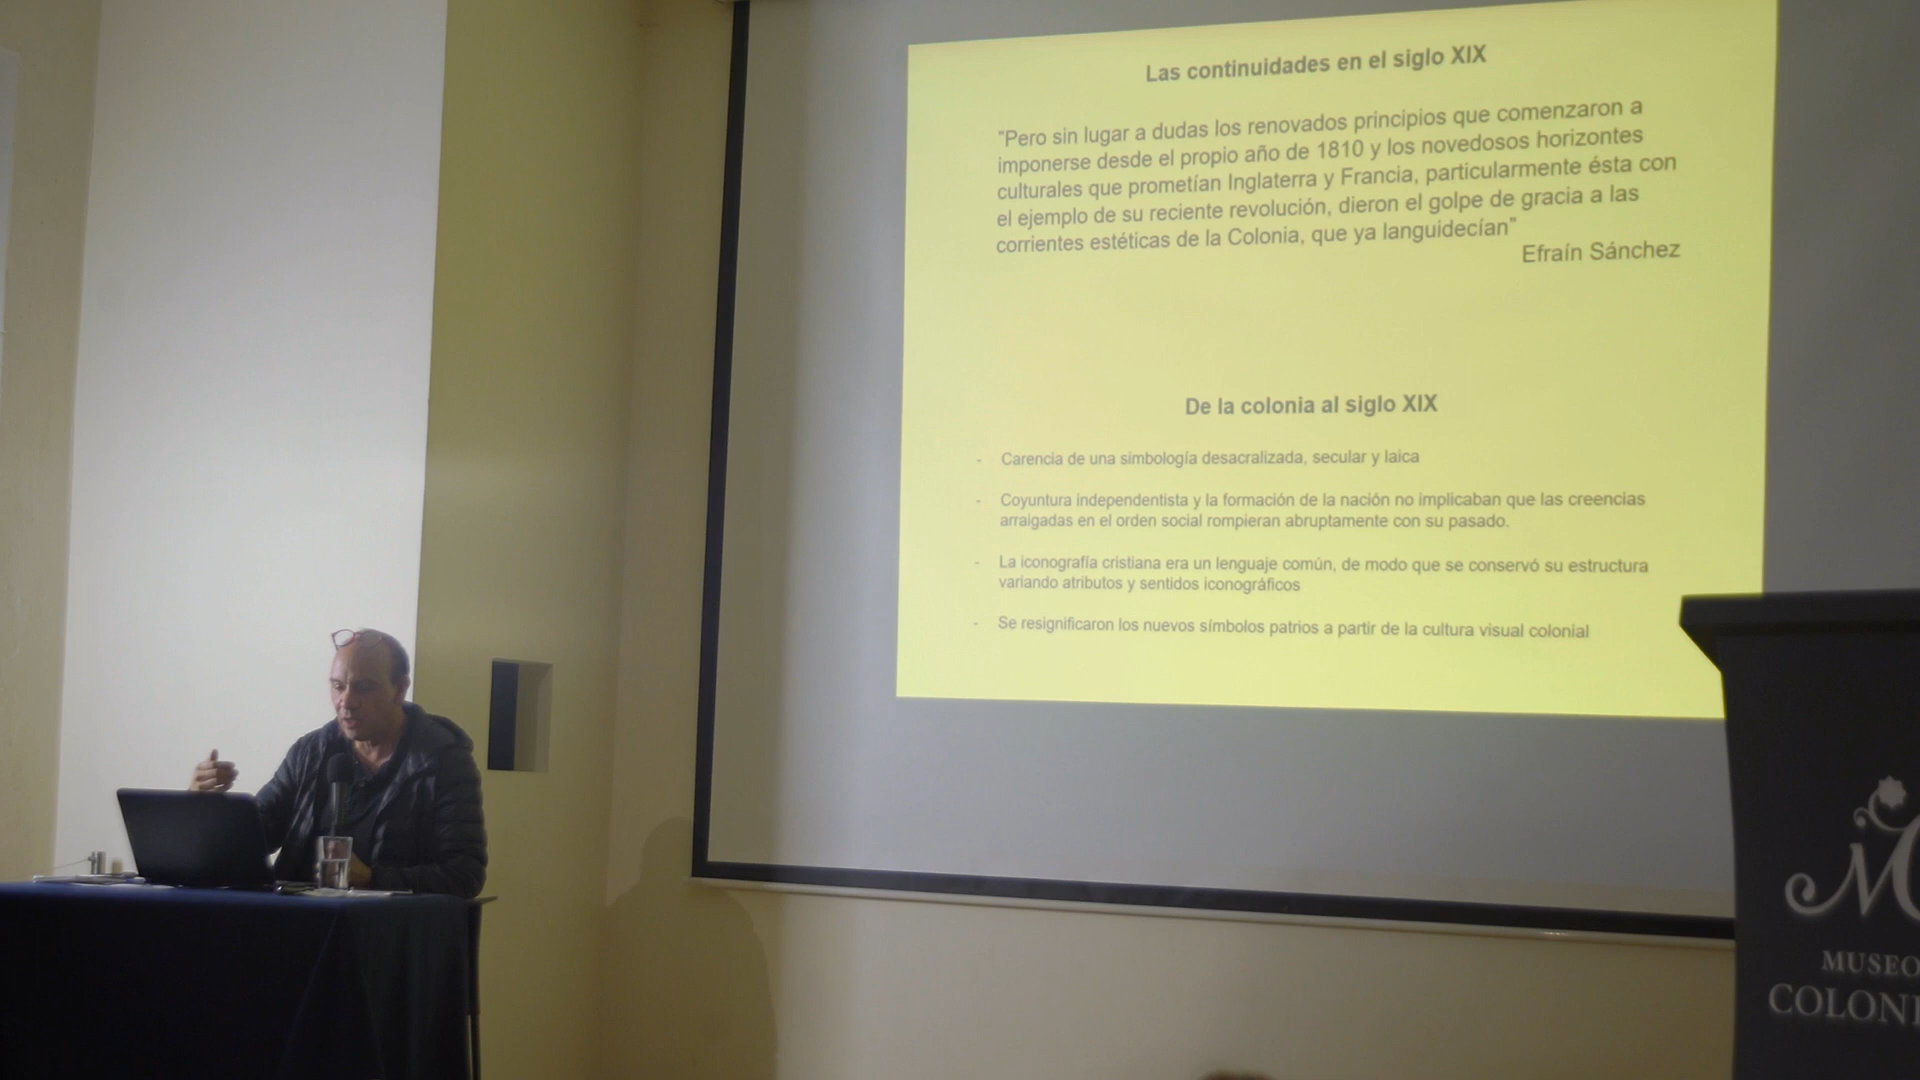 Las continuidades en el siglo XIX
"Pero sin lugar a dudas los renovados principios que comenzaron a
imponerse desde el propio año de 1810 y los novedosos horizontes
culturales que prometían Inglaterra y Francia, particularmente ésta con
el ejemplo de su reciente revolución, dieron el golpe de gracia a las
corrientes estéticas de la Colonia, que ya languidecían"
Efraín Sánchez
De la colonia al siglo XIX
- Carencia de una simbología desacralizada, secular y laica
- Coyuntura independentista y la formación de la nación no implicaban que las creencias
arraigadas en el orden social rompieran abruptamente con su pasado.
- La iconografía cristiana era un lenguaje común, de modo que se conservó su estructura
variando atributos y sentidos iconográficos
- Se resignificaron los nuevos símbolos patrios a partir de la cultura visual colonial
MUSEO
COLONI